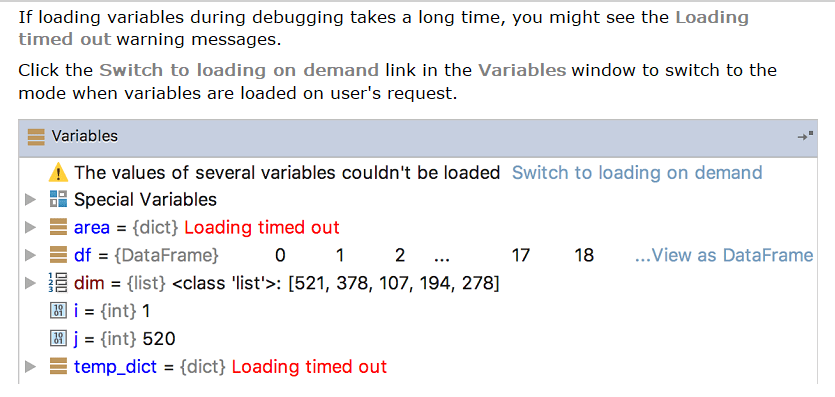 If loading variables during debugging takes a long time, you might see the Loading
timed out warning messages.
Click the Switch to loading on demand link in the Variables window to switch to the
mode when variables are loaded on user's request.
Variables
The values of several variables couldn't be loaded Switch to loading on demand
Special Variables
area = {dict} Loading timed out
df = {DataFrame} 0 1 2 ... 17 18 ...View as DataFrame
dim = {list} <class 'list'>: [521, 378, 107, 194, 278]
i = {int} 1
j = {int} 520
temp_dict = {dict} Loading timed out